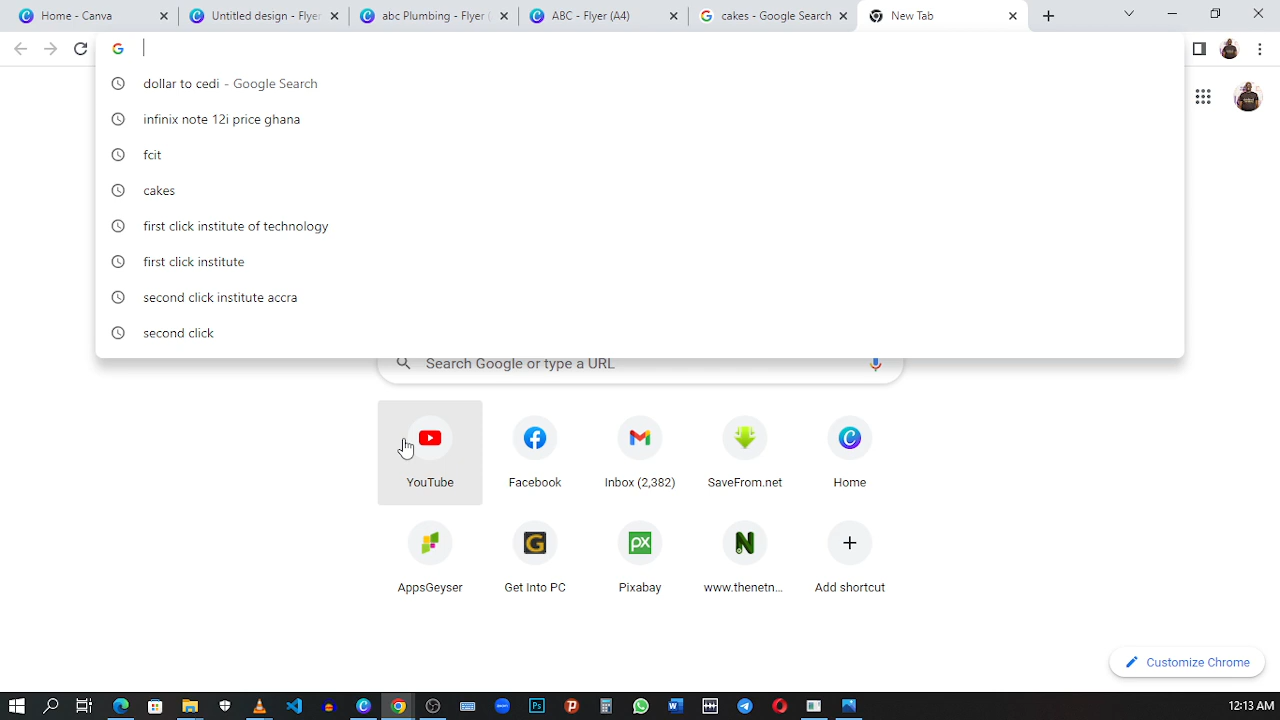 Home - Canva
Untitled design - Flyer
abc Plumbing - Flyer (
ABC - Flyer (A4)
cakes - Google Search
New Tab
dollar to cedi - Google Search
infinix note 12i price ghana
fcit
cakes
first click institute of technology
first click institute
second click institute accra
second click
Search Google or type a URL
YouTube
Facebook
Inbox (2,382)
SaveFrom.net
Home
AppsGeyser
Get Into PC
Pixabay
www.thenetn...
Add shortcut
Customize Chrome
12:13 AM